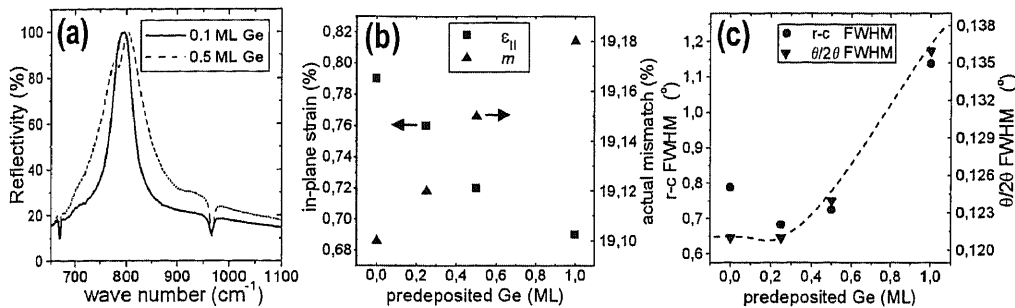 (a)
0.1 ML Ge
0.5 ML Ge
Reflectivity (%)
100
80
60
40
20
0
700
800
900
1000
1100
wave number (cm⁻¹)
(b)
ε_II
m
in-plane strain (%)
0,80
0,78
0,76
0,74
0,72
0,70
0,68
0,0
0,2
0,4
0,6
0,8
1,0
predeposited Ge (ML)
19,18
19,16
19,14
19,12
19,10
actual mismatch (%)
(c)
r-c FWHM
θ/2θ FWHM
r-c FWHM (°)
1,2
1,1
1,0
0,9
0,8
0,7
0,6
0,0
0,2
0,4
0,6
0,8
1,0
predeposited Ge (ML)
0,138
0,135
0,132
0,129
0,126
0,123
0,120
θ/2θ FWHM (°)